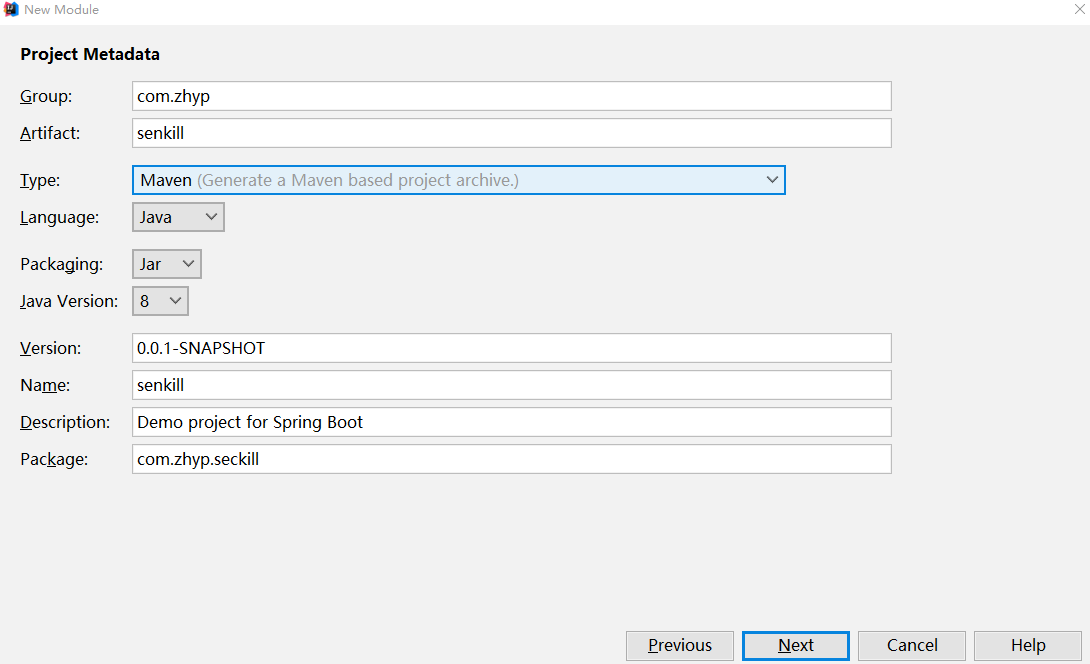 New Module
Project Metadata
Group: com.zhyp
Artifact: senkill
Type: Maven (Generate a Maven based project archive.)
Language: Java
Packaging: Jar
Java Version: 8
Version: 0.0.1-SNAPSHOT
Name: senkill
Description: Demo project for Spring Boot
Package: com.zhyp.seckill
Previous Next Cancel Help